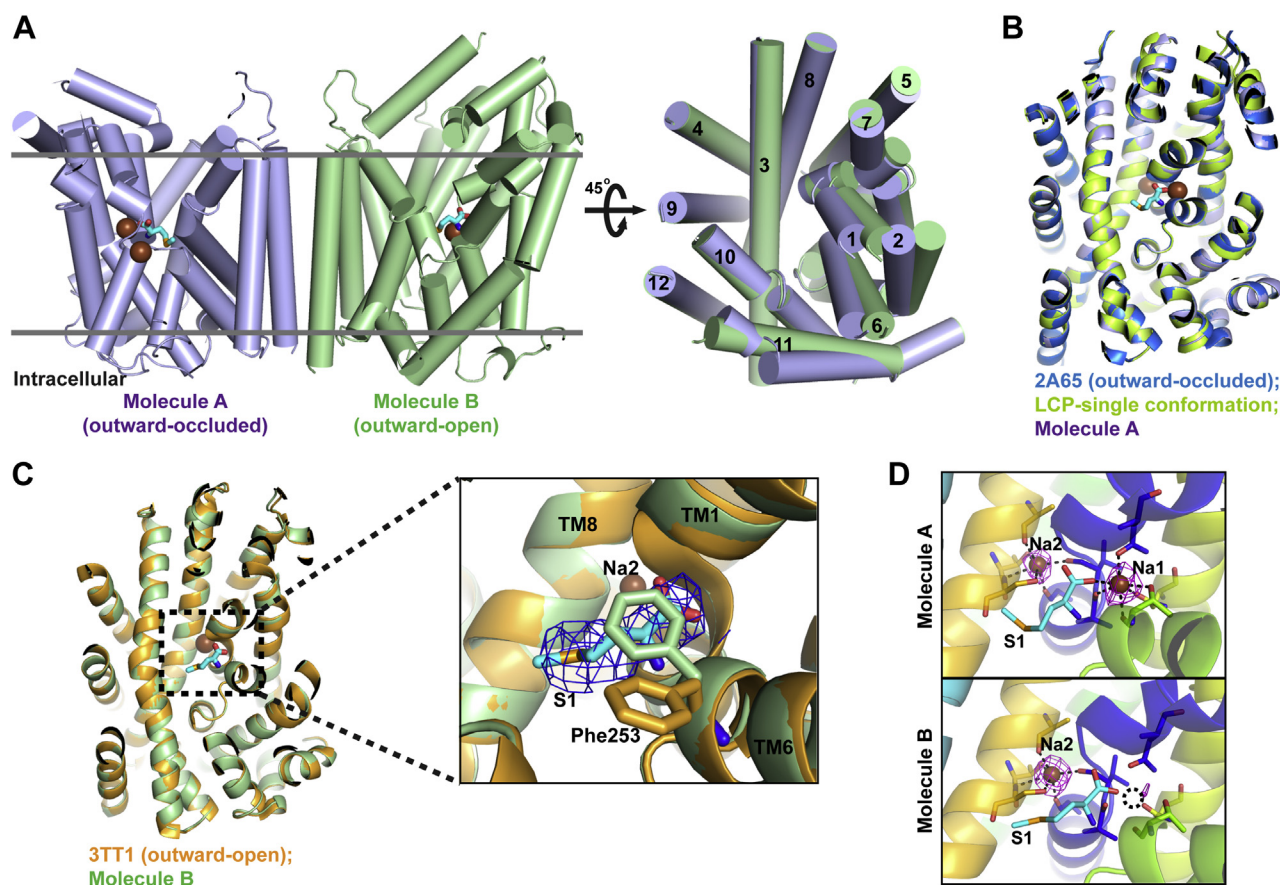 A
B
8
5
7
4
3
45°
9
1
2
10
12
6
11
Intracellular
Molecule A
(outward-occluded)
Molecule B
(outward-open)
2A65 (outward-occluded);
LCP-single conformation;
Molecule A
C
D
TM8
TM1
Na2
S1
Phe253
TM6
3TT1 (outward-open);
Molecule B
Molecule A
Na2
Na1
S1
Molecule B
Na2
S1